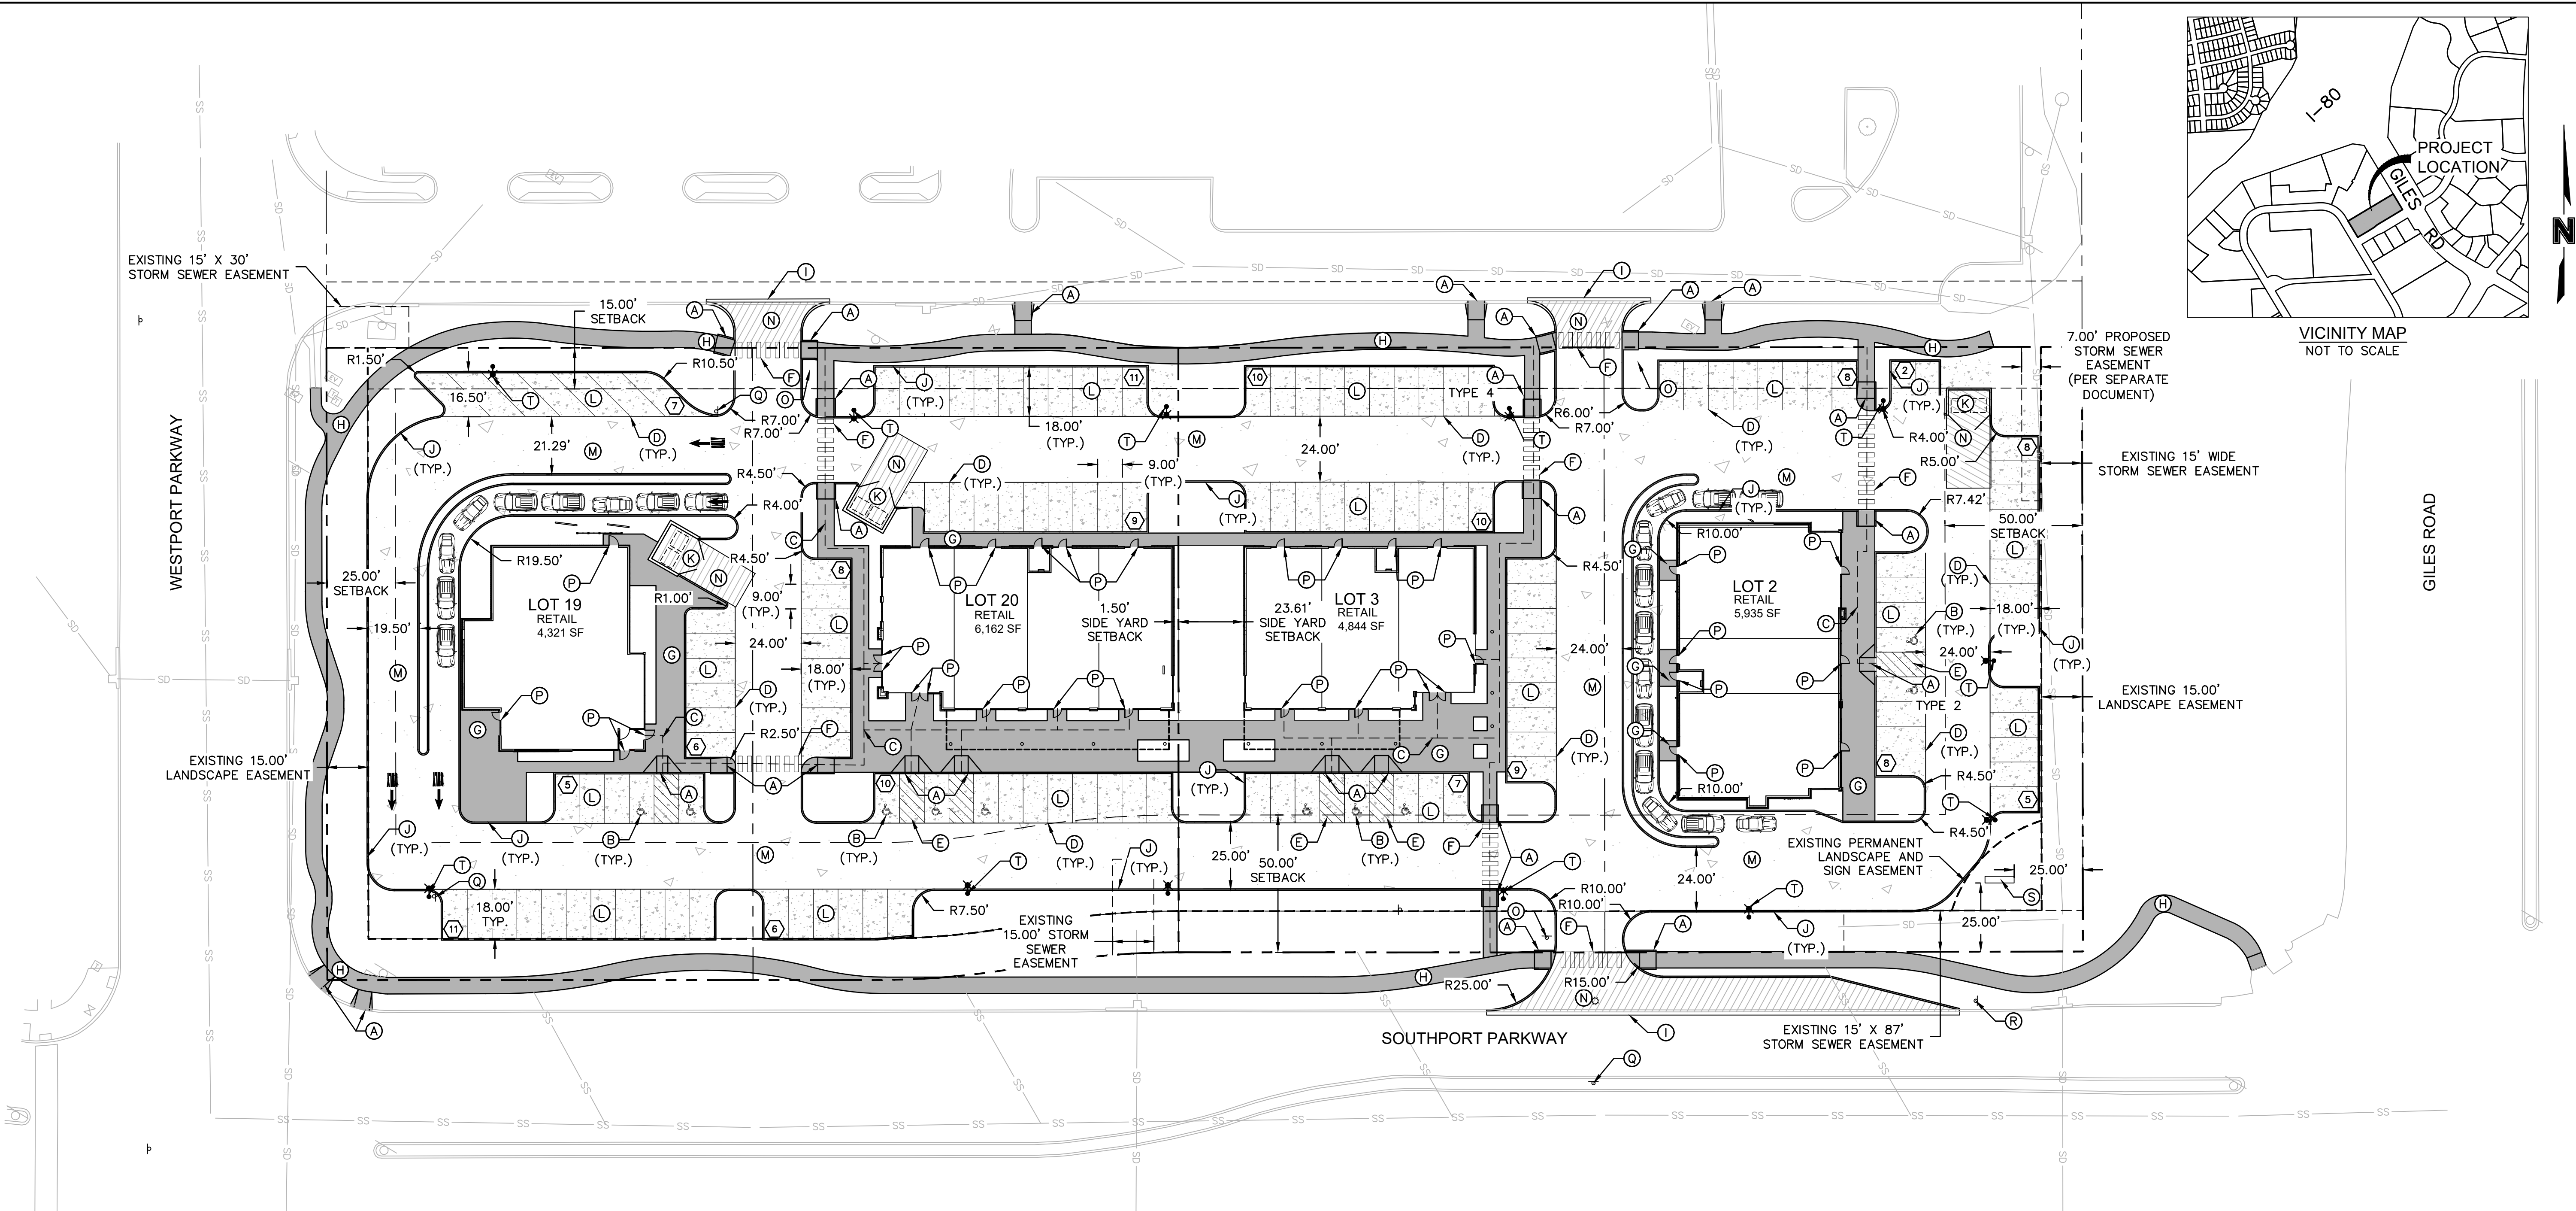 I-80
PROJECT
LOCATION
GILES
RD
N
VICINITY MAP
NOT TO SCALE
EXISTING 15' X 30'
STORM SEWER EASEMENT
15.00'
SETBACK
7.00' PROPOSED
STORM SEWER
EASEMENT
(PER SEPARATE
DOCUMENT)
EXISTING 15' WIDE
STORM SEWER EASEMENT
50.00'
SETBACK
GILES ROAD
WESTPORT PARKWAY
R1.50'
R10.50'
16.50'
R7.00'
R7.00'
21.29'
18.00'
(TYP.)
9.00'
(TYP.)
24.00'
TYPE 4
R6.00'
R7.00'
R4.00'
R5.00'
R7.42'
R4.50'
R4.00'
R4.50'
R19.50'
R1.00'
9.00'
(TYP.)
R4.50'
R10.00'
25.00'
SETBACK
19.50'
LOT 19
RETAIL
4,321 SF
LOT 20
RETAIL
6,162 SF
1.50'
SIDE YARD
SETBACK
23.61'
SIDE YARD
SETBACK
LOT 3
RETAIL
4,844 SF
LOT 2
RETAIL
5,935 SF
24.00'
18.00'
(TYP.)
24.00'
18.00'
(TYP.)
24.00'
TYPE 2
R2.50'
EXISTING 15.00'
LANDSCAPE EASEMENT
EXISTING 15.00'
LANDSCAPE EASEMENT
R10.00'
R4.50'
R4.50'
EXISTING PERMANENT
LANDSCAPE AND
SIGN EASEMENT
25.00'
50.00'
SETBACK
24.00'
25.00'
25.00'
18.00'
TYP.
R7.50'
EXISTING
15.00' STORM
SEWER
EASEMENT
R10.00'
R10.00'
R25.00'
R15.00'
EXISTING 15' X 87'
STORM SEWER EASEMENT
SOUTHPORT PARKWAY